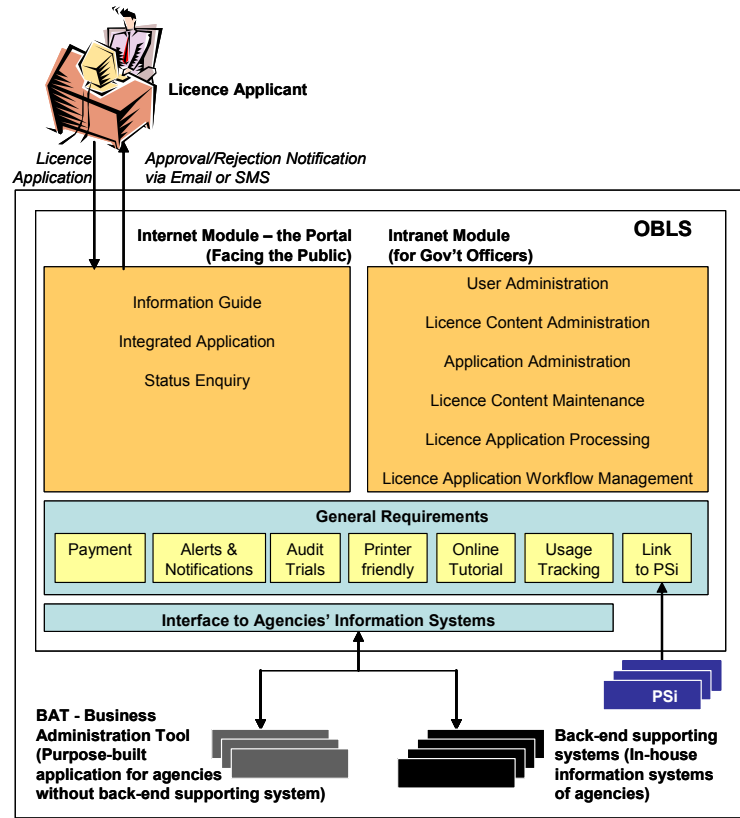 Licence Applicant
Licence
Application
Approval/Rejection Notification
via Email or SMS
OBLS
Internet Module – the Portal
(Facing the Public)
Intranet Module
(for Gov't Officers)
Information Guide
Integrated Application
Status Enquiry
User Administration
Licence Content Administration
Application Administration
Licence Content Maintenance
Licence Application Processing
Licence Application Workflow Management
General Requirements
Payment
Alerts &
Notifications
Audit
Trials
Printer
friendly
Online
Tutorial
Usage
Tracking
Link
to PSi
Interface to Agencies' Information Systems
PSi
BAT - Business
Administration Tool
(Purpose-built
application for agencies
without back-end supporting system)
Back-end supporting
systems (In-house
information systems
of agencies)